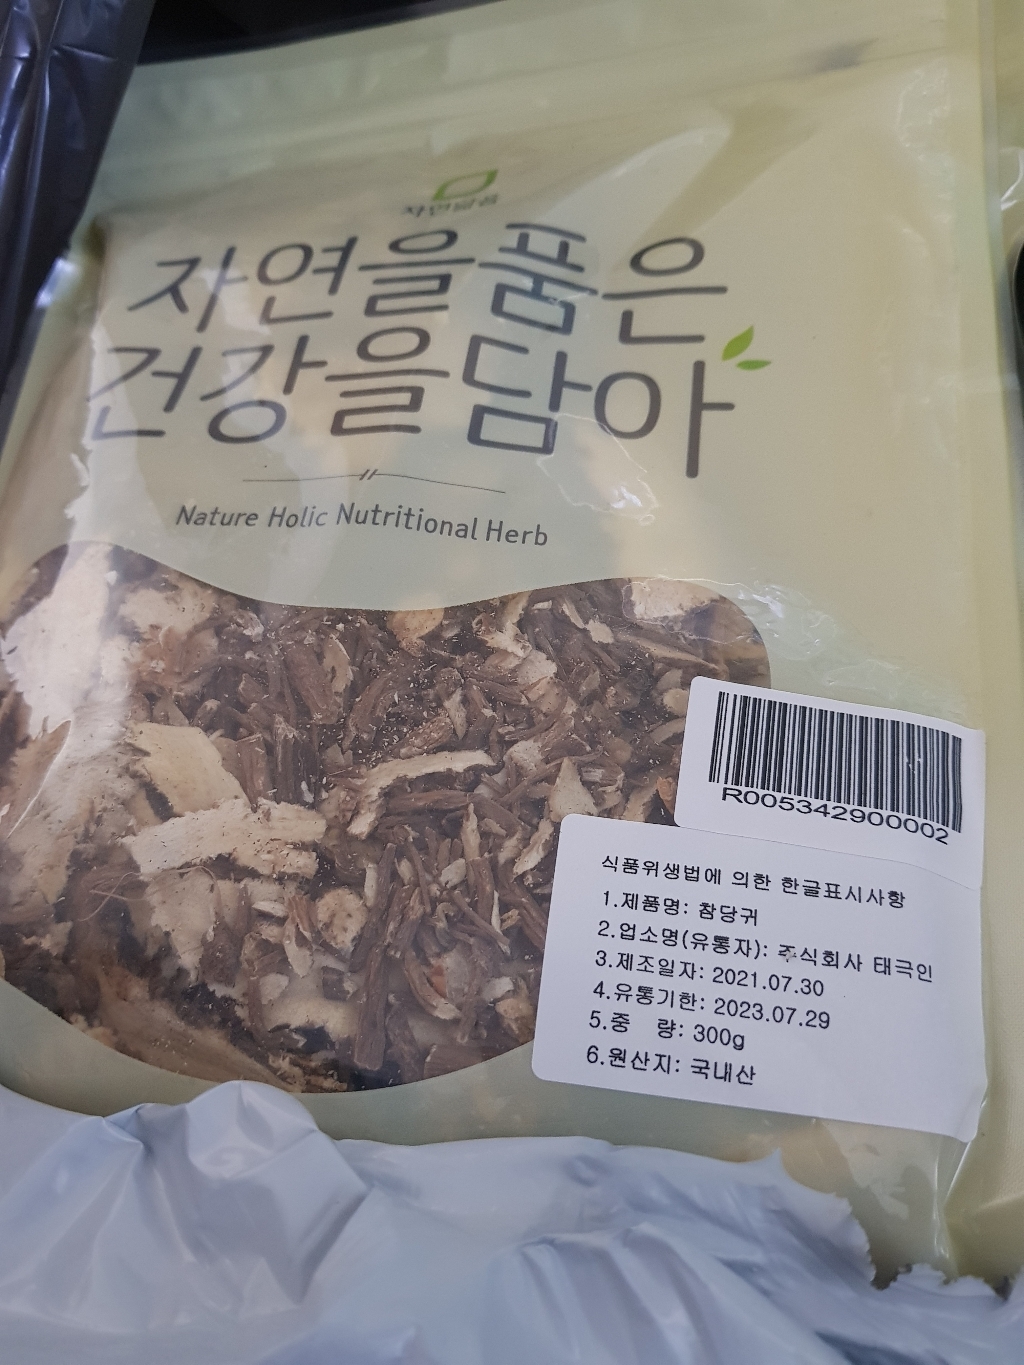 자연을품은
건강을담아
Nature Holic Nutritional Herb
R005342900002
식품위생법에 의한 한글표시사항
1.제품명: 참당귀
2.업소명(유통자): 주식회사 태극인
3.제조일자: 2021.07.30
4.유통기한: 2023.07.29
5.중 량: 300g
6.원산지: 국내산